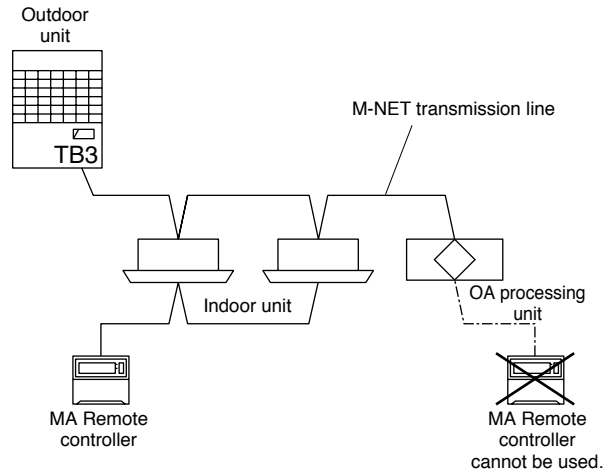 Outdoor
unit
TB3
M-NET transmission line
Indoor unit
OA processing
unit
MA Remote
controller
MA Remote
controller
cannot be used.